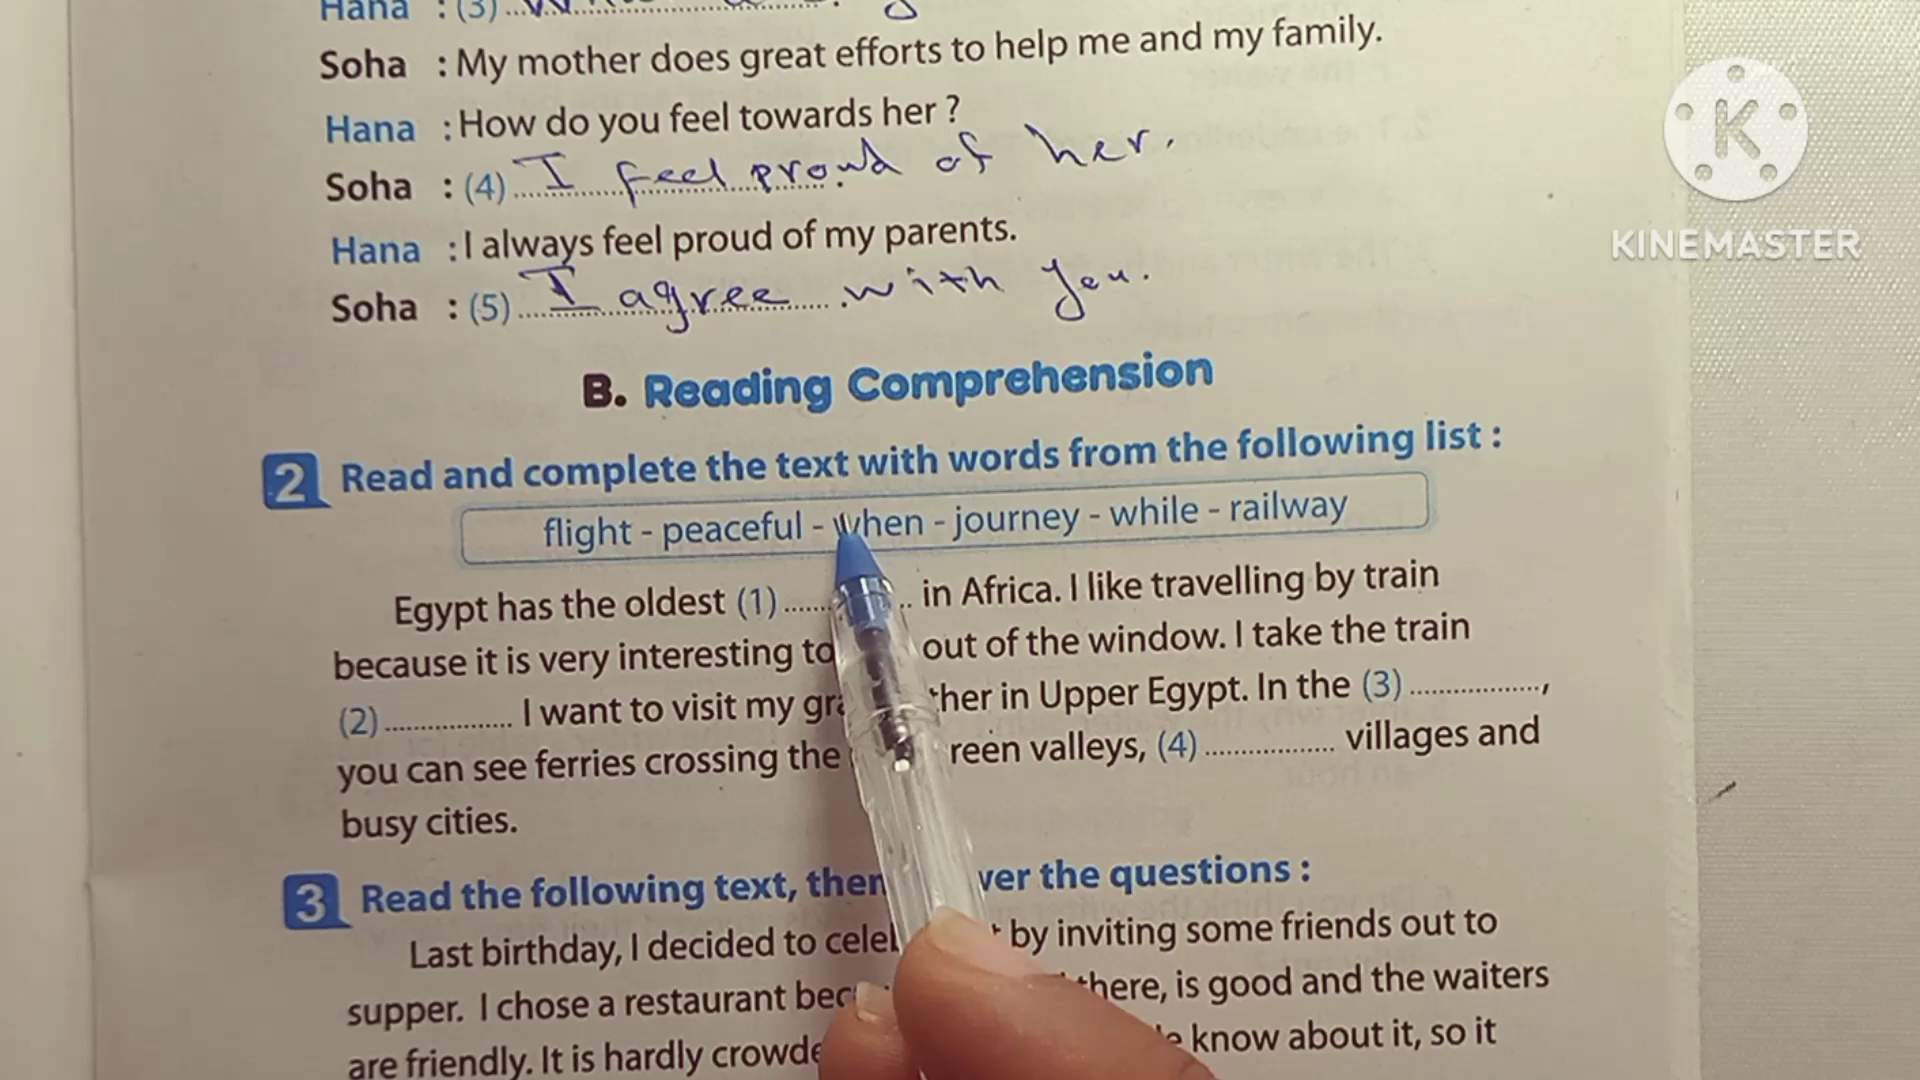 Hana : (3)
Soha : My mother does great efforts to help me and my family.
Hana : How do you feel towards her ?
Soha : (4) I feel proud of her.
Hana : I always feel proud of my parents.
Soha : (5) I agree with you.
B. Reading Comprehension
2 Read and complete the text with words from the following list :
flight - peaceful - when - journey - while - railway
Egypt has the oldest (1) ............ in Africa. I like travelling by train
because it is very interesting to out of the window. I take the train
(2) ................ I want to visit my in Upper Egypt. In the (3) ................,
you can see ferries crossing the valleys, (4) ................ villages and
busy cities.
3 Read the following text, then the questions :
Last birthday, I decided to by inviting some friends out to
supper. I chose a restaurant there, is good and the waiters
are friendly. It is hardly know about it, so it
KINEMASTER